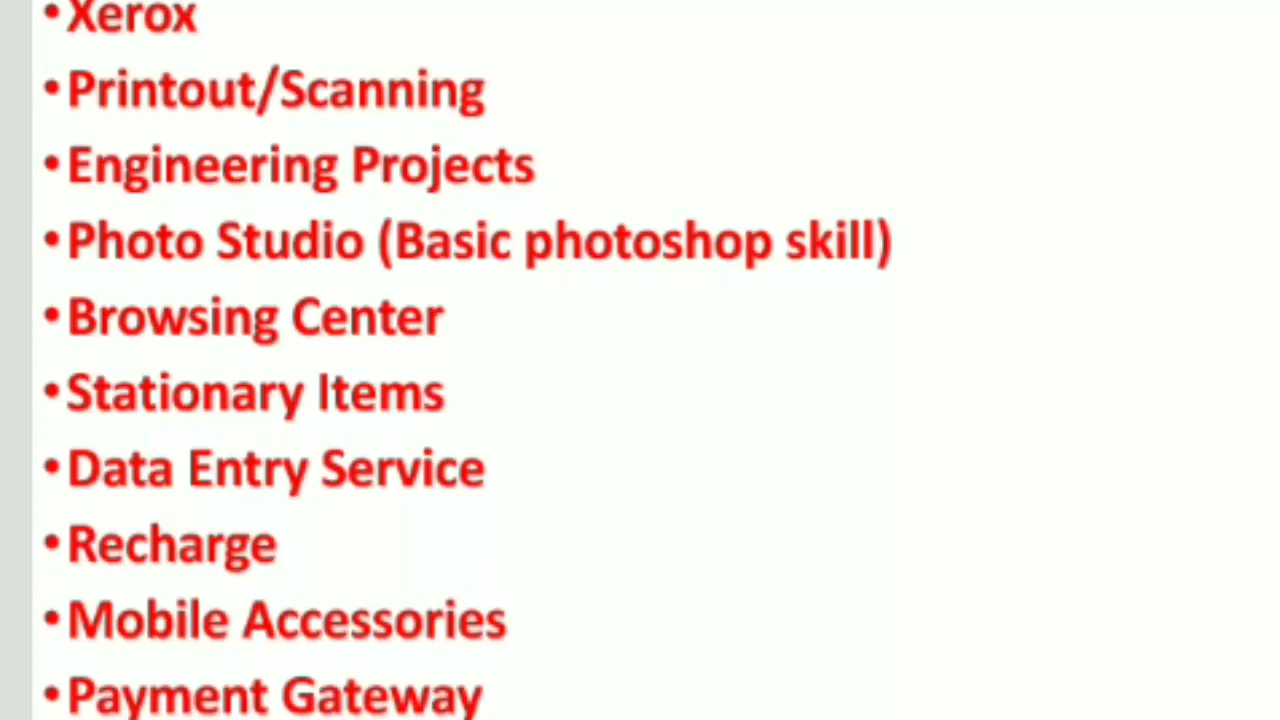 •Xerox
•Printout/Scanning
•Engineering Projects
•Photo Studio (Basic photoshop skill)
•Browsing Center
•Stationary Items
•Data Entry Service
•Recharge
•Mobile Accessories
•Payment Gateway